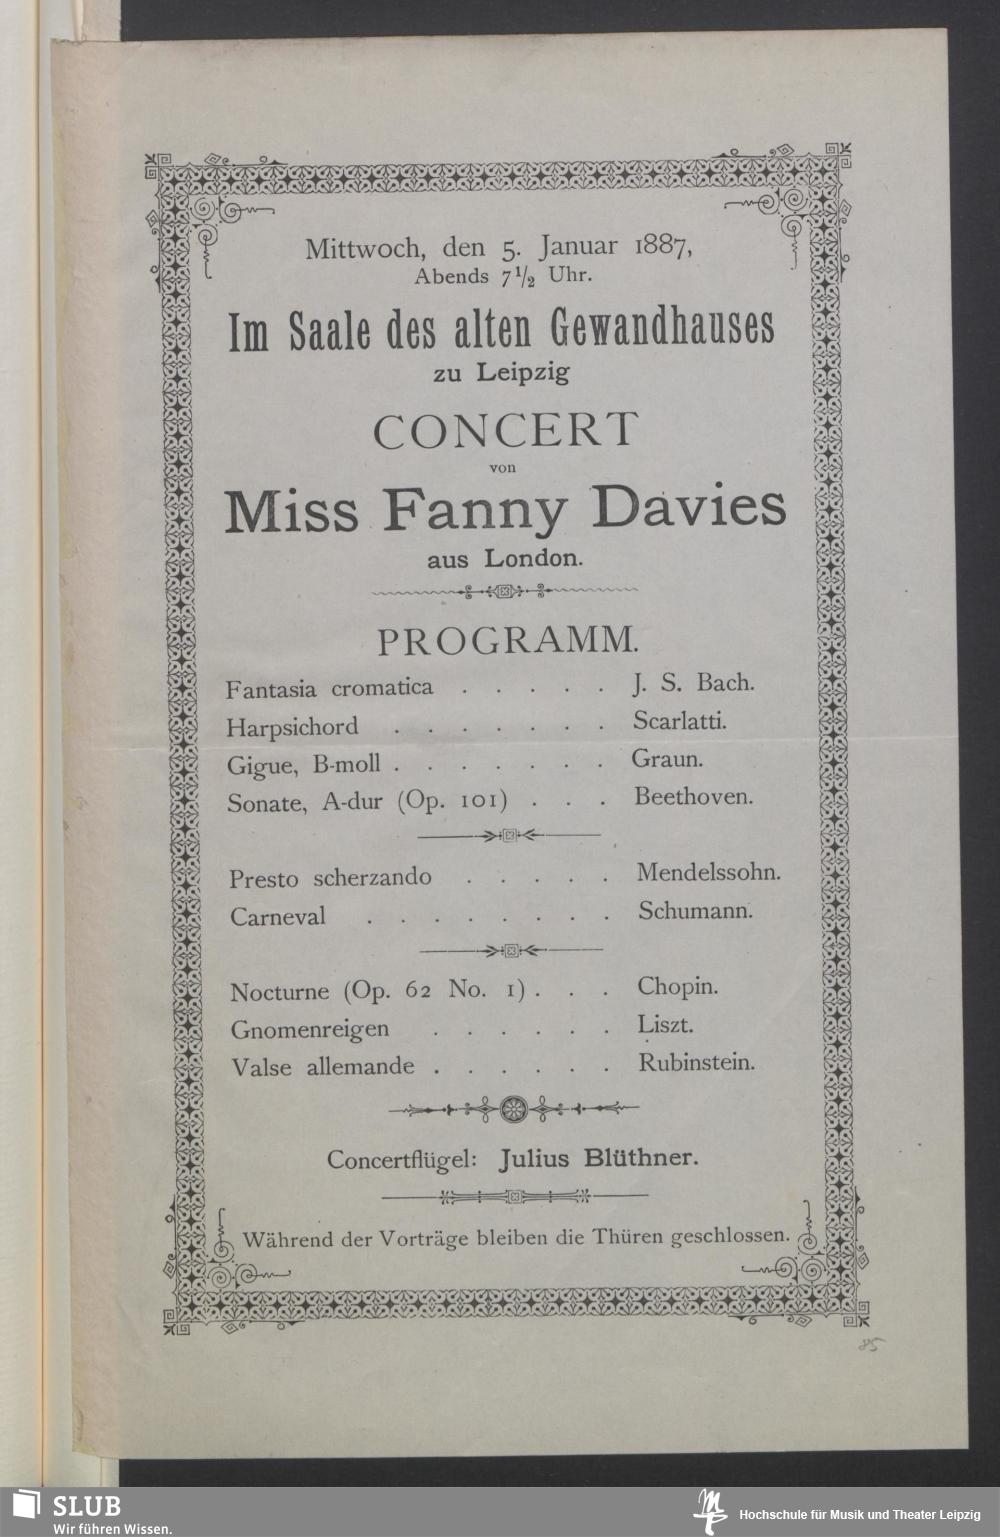 Mittwoch, den 5. Januar 1887,
Abends 7 1/2 Uhr.
Im Saale des alten Gewandhauses
zu Leipzig
CONCERT
von
Miss Fanny Davies
aus London.
PROGRAMM.
Fantasia cromatica . . . . . J. S. Bach.
Harpsichord . . . . . . . Scarlatti.
Gigue, B-moll . . . . . . . Graun.
Sonate, A-dur (Op. 101) . . . Beethoven.
Presto scherzando . . . . . Mendelssohn.
Carneval . . . . . . . . Schumann.
Nocturne (Op. 62 No. 1) . . . Chopin.
Gnomenreigen . . . . . . Liszt.
Valse allemande . . . . . . Rubinstein.
Concertflügel: Julius Blüthner.
Während der Vorträge bleiben die Thüren geschlossen.
85
SLUB
Wir führen Wissen.
Hochschule für Musik und Theater Leipzig